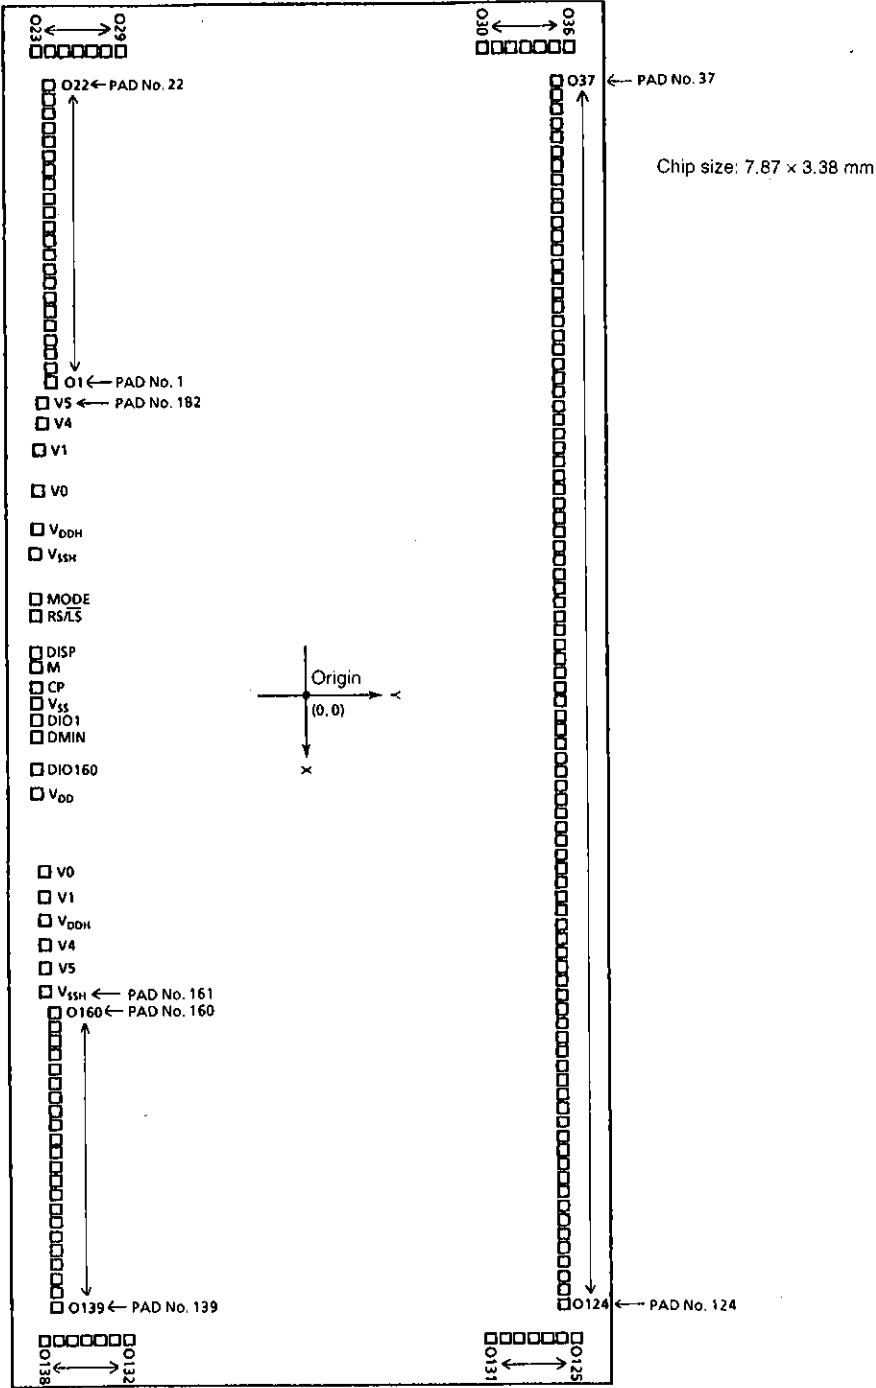 O23
O29
O30
O36
O22 ← PAD No. 22
O37 ← PAD No. 37
Chip size: 7.87 × 3.38 mm
O1 ← PAD No. 1
V5 ← PAD No. 182
V4
V1
V0
VDDH
VSSH
MODE
RS/L̅S̅
DISP
M
CP
VSS
DIO1
DMIN
DIO160
VDD
Origin
(0, 0)
Y
X
V0
V1
VDDH
V4
V5
VSSH ← PAD No. 161
O160 ← PAD No. 160
O139 ← PAD No. 139
O124 ← PAD No. 124
O138
O132
O131
O125